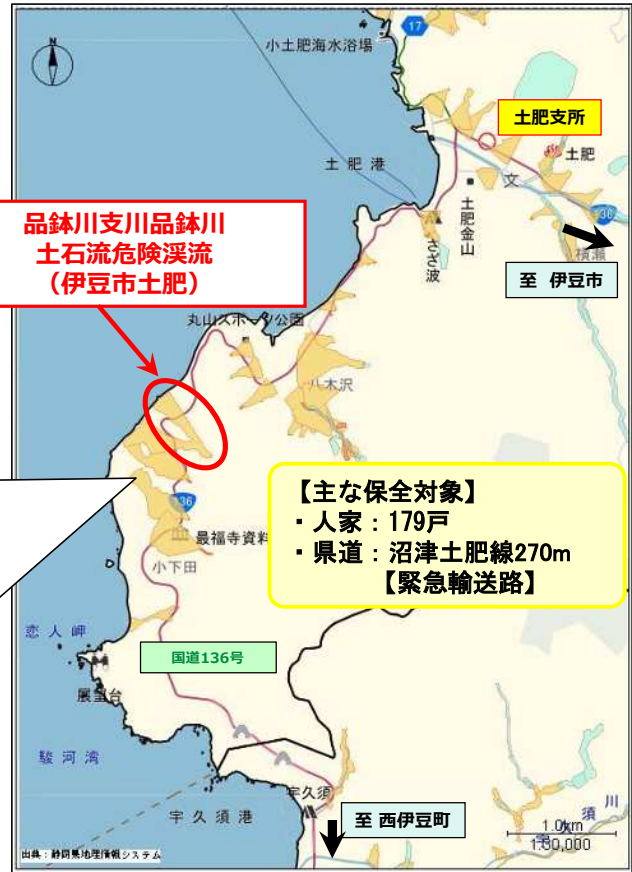 17
小土肥海水浴場
N
土肥支所
土肥港
土肥
文
土肥金山
136
品鉢川支川品鉢川
土石流危険渓流
(伊豆市土肥)
さざ波
横瀬
至 伊豆市
丸山スポーツ公園
八木沢
【主な保全対象】
・人家:179戸
・県道:沼津土肥線270m
【緊急輸送路】
136
最福寺資料
小下田
恋人岬
国道136号
展望台
駿河湾
宇久須
宇久須港
至 西伊豆町
宇久須川
1.0km
1:30,000
出典:静岡県地理情報システム